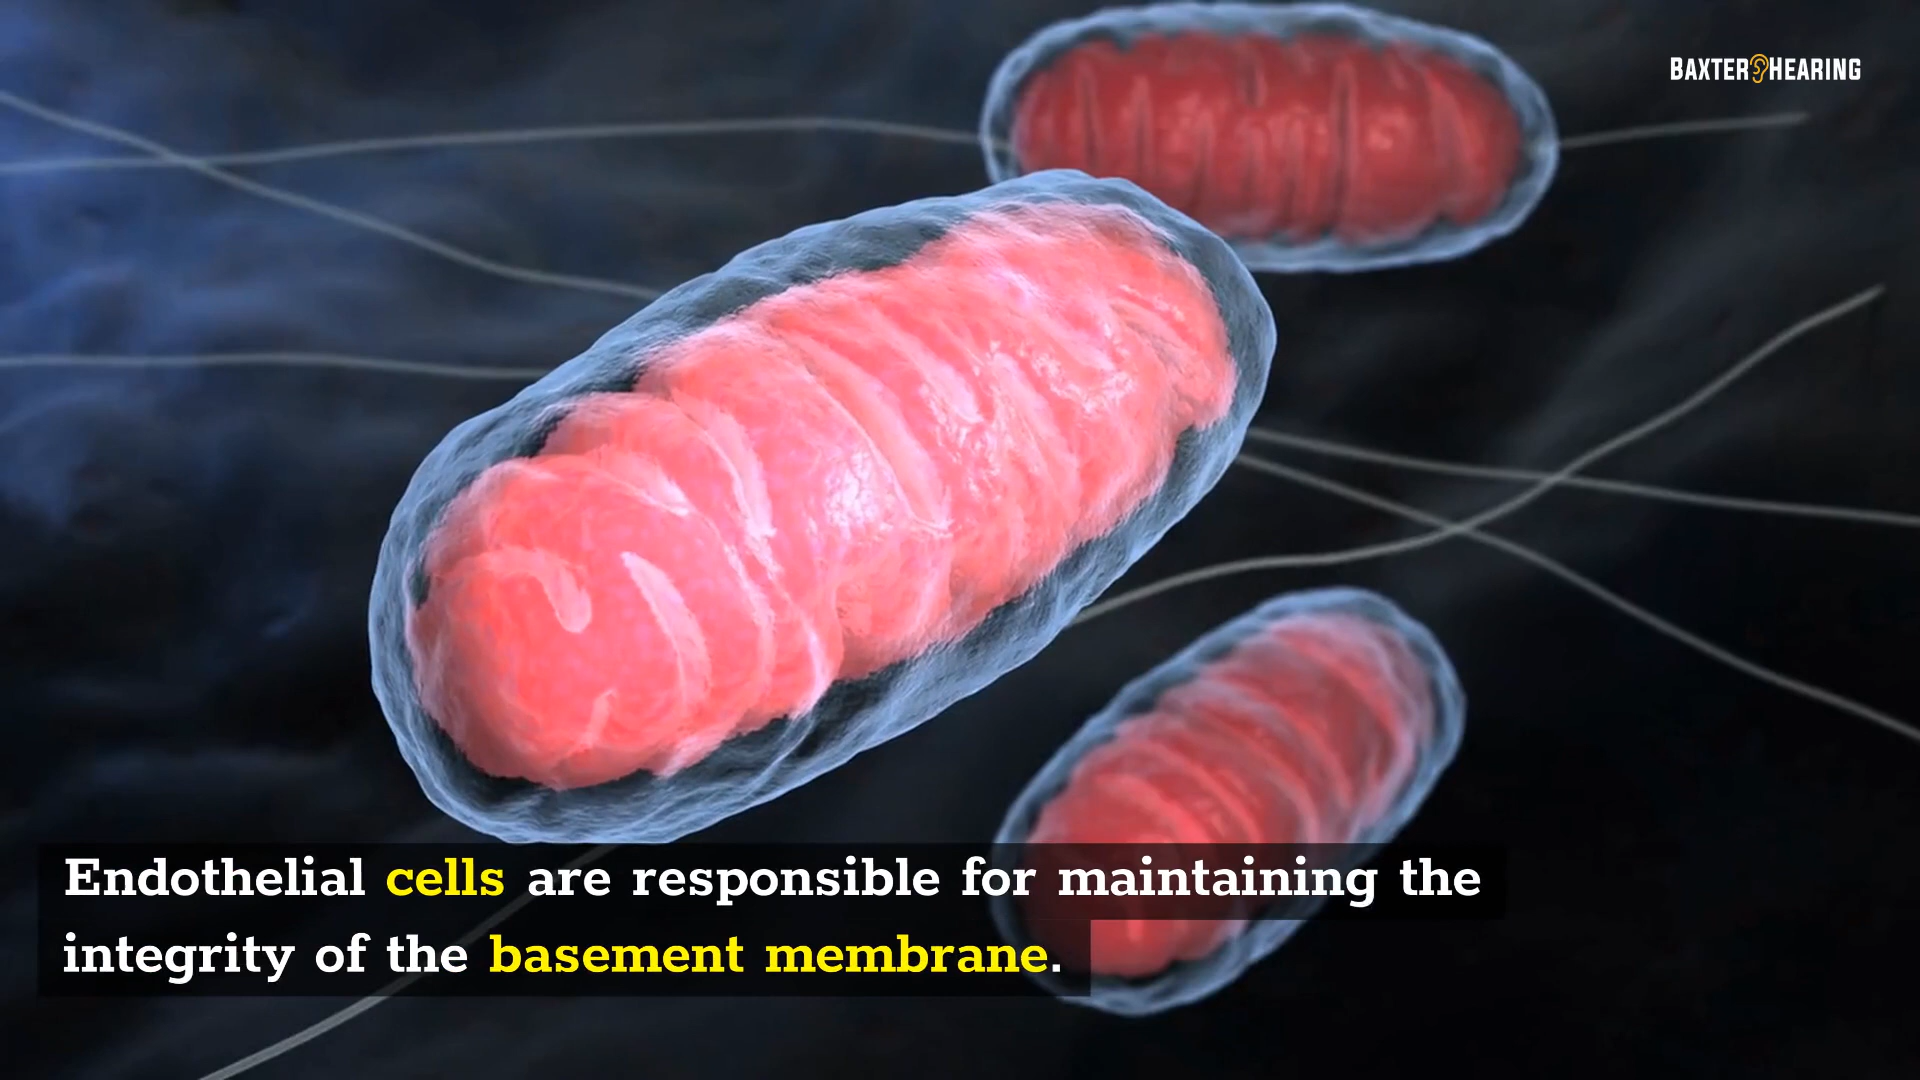 BAXTER HEARING
Endothelial cells are responsible for maintaining the
integrity of the basement membrane.